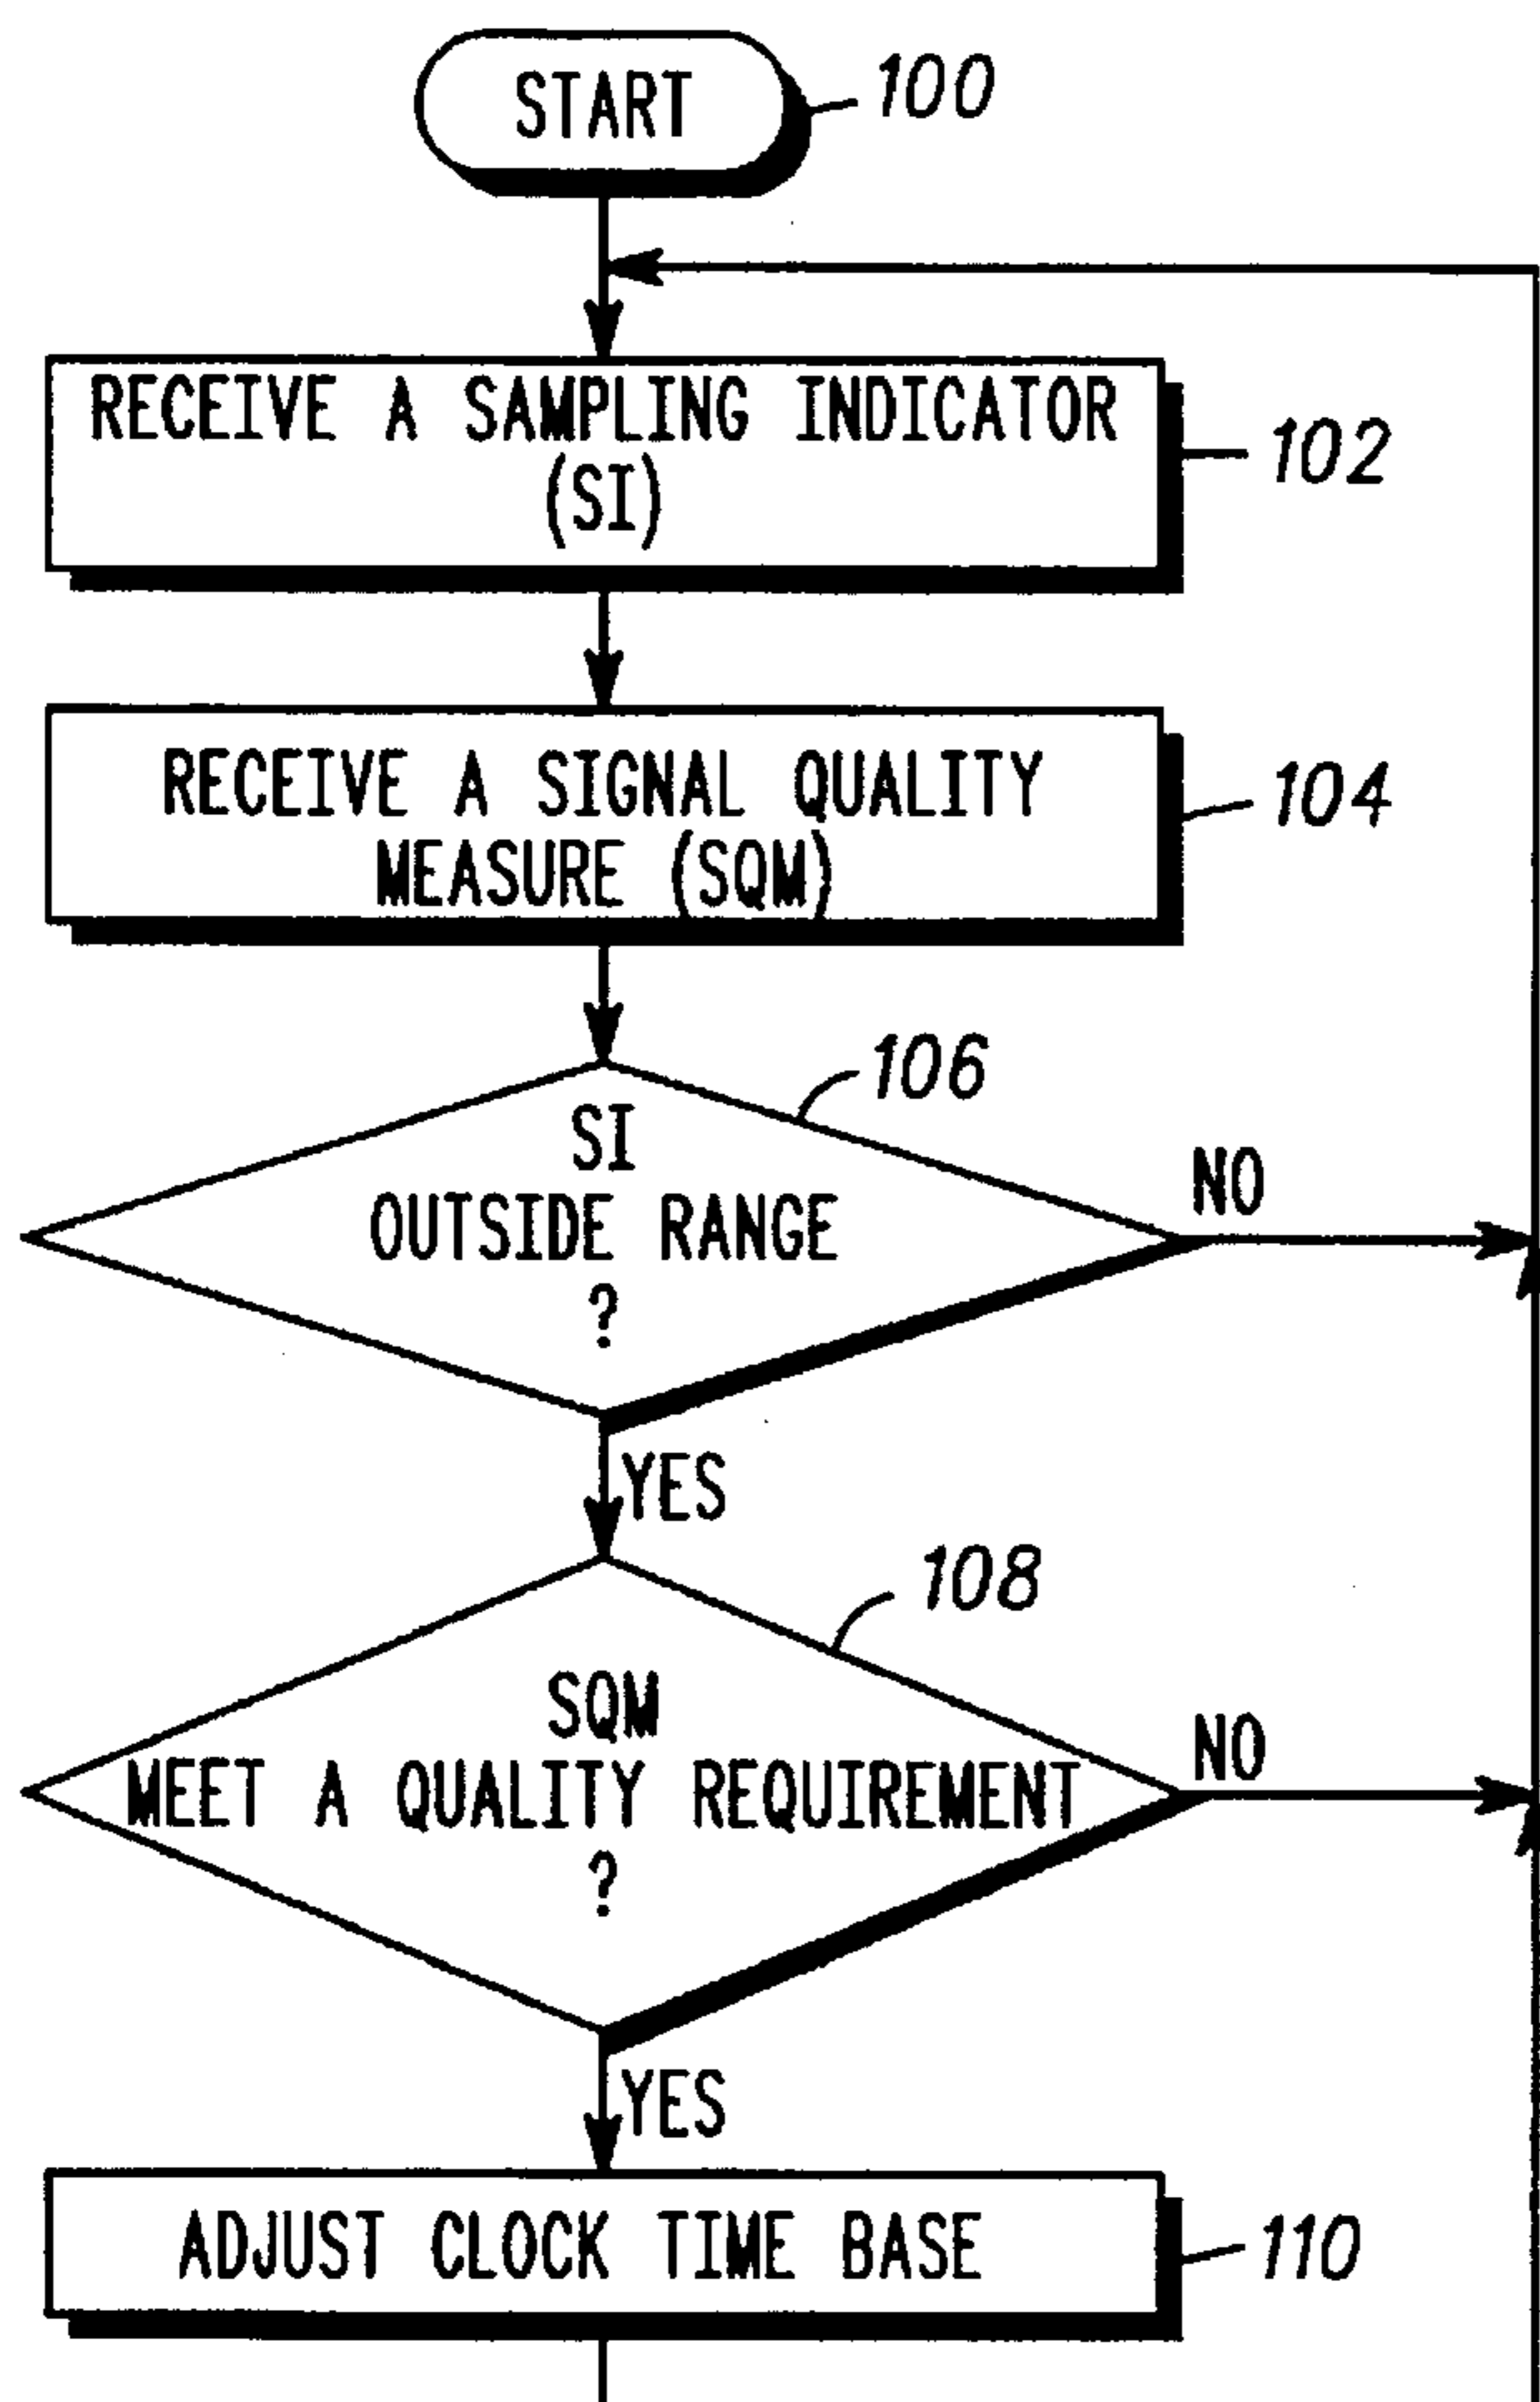 START
100
RECEIVE A SAMPLING INDICATOR
(SI)
102
RECEIVE A SIGNAL QUALITY
MEASURE (SQM)
104
106
SI
OUTSIDE RANGE
?
NO
YES
108
SQM
MEET A QUALITY REQUIREMENT
?
NO
YES
ADJUST CLOCK TIME BASE
110